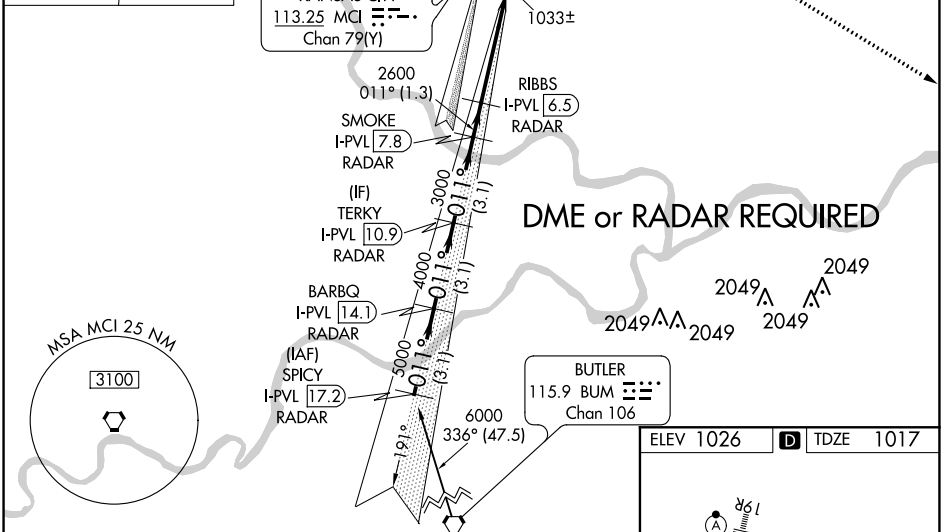 113.25 MCI
Chan 79(Y)
1033±
2600
011° (1.3)
RIBBS
I-PVL 6.5
RADAR
SMOKE
I-PVL 7.8
RADAR
3000
011°
(3.1)
(IF)
TERKY
I-PVL 10.9
RADAR
DME or RADAR REQUIRED
4000
011°
(3.1)
2049
2049
2049
2049
2049
BARBQ
I-PVL 14.1
RADAR
MSA MCI 25 NM
3100
5000
011°
(3.1)
(IAF)
SPICY
I-PVL 17.2
RADAR
BUTLER
115.9 BUM
Chan 106
6000
336° (47.5)
191°
ELEV 1026 D TDZE 1017
19R
A